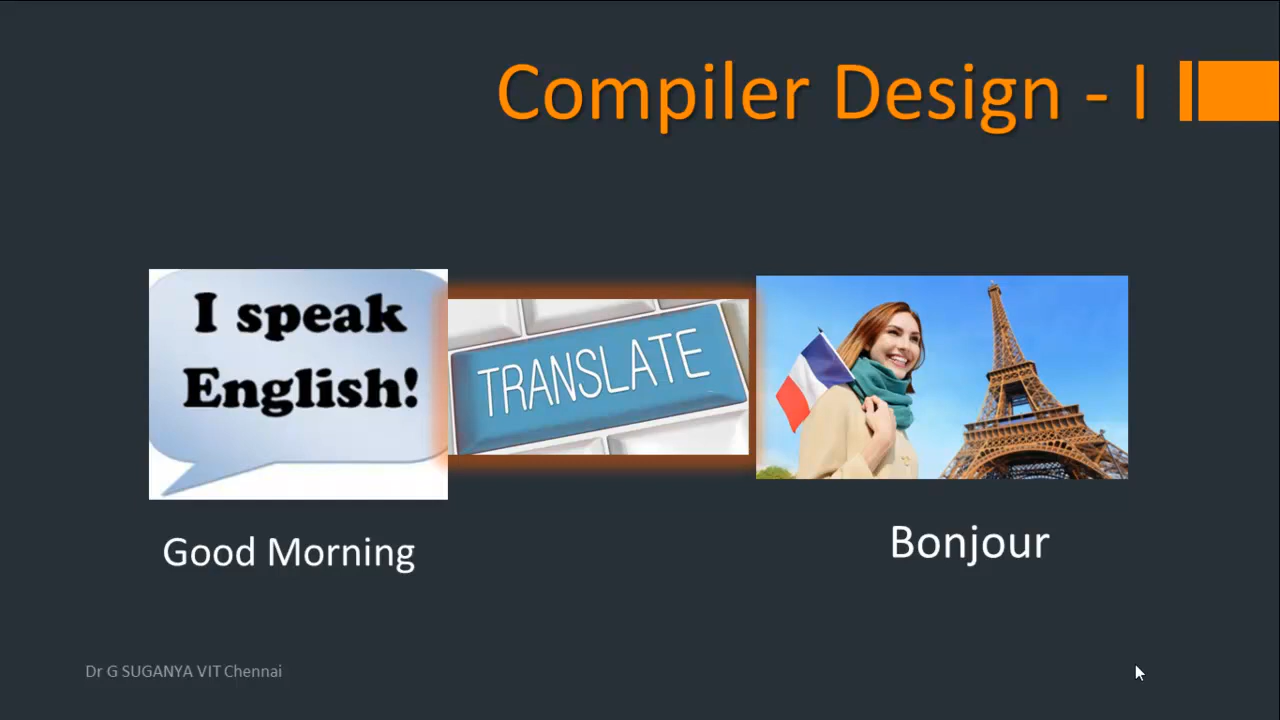 Compiler Design - I
I speak
English!
TRANSLATE
Good Morning
Bonjour
Dr G SUGANYA VIT Chennai